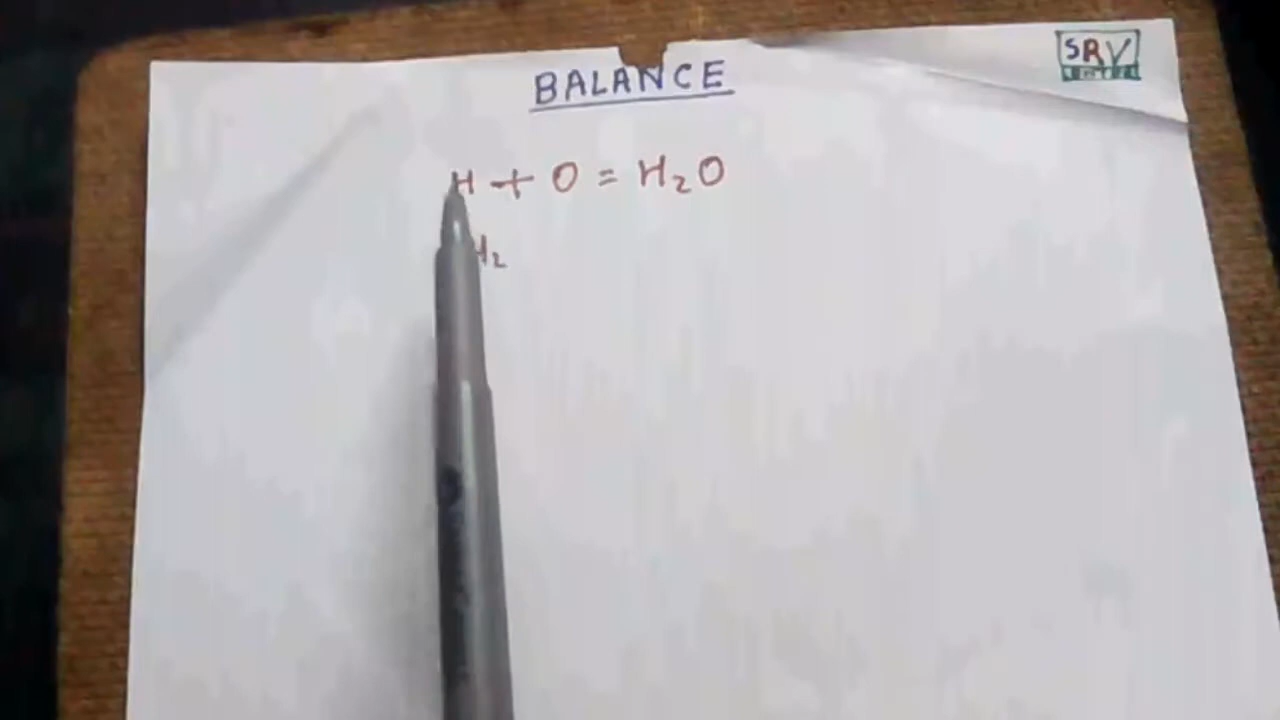 SRV
BALANCE
H + O = H₂O
H₂